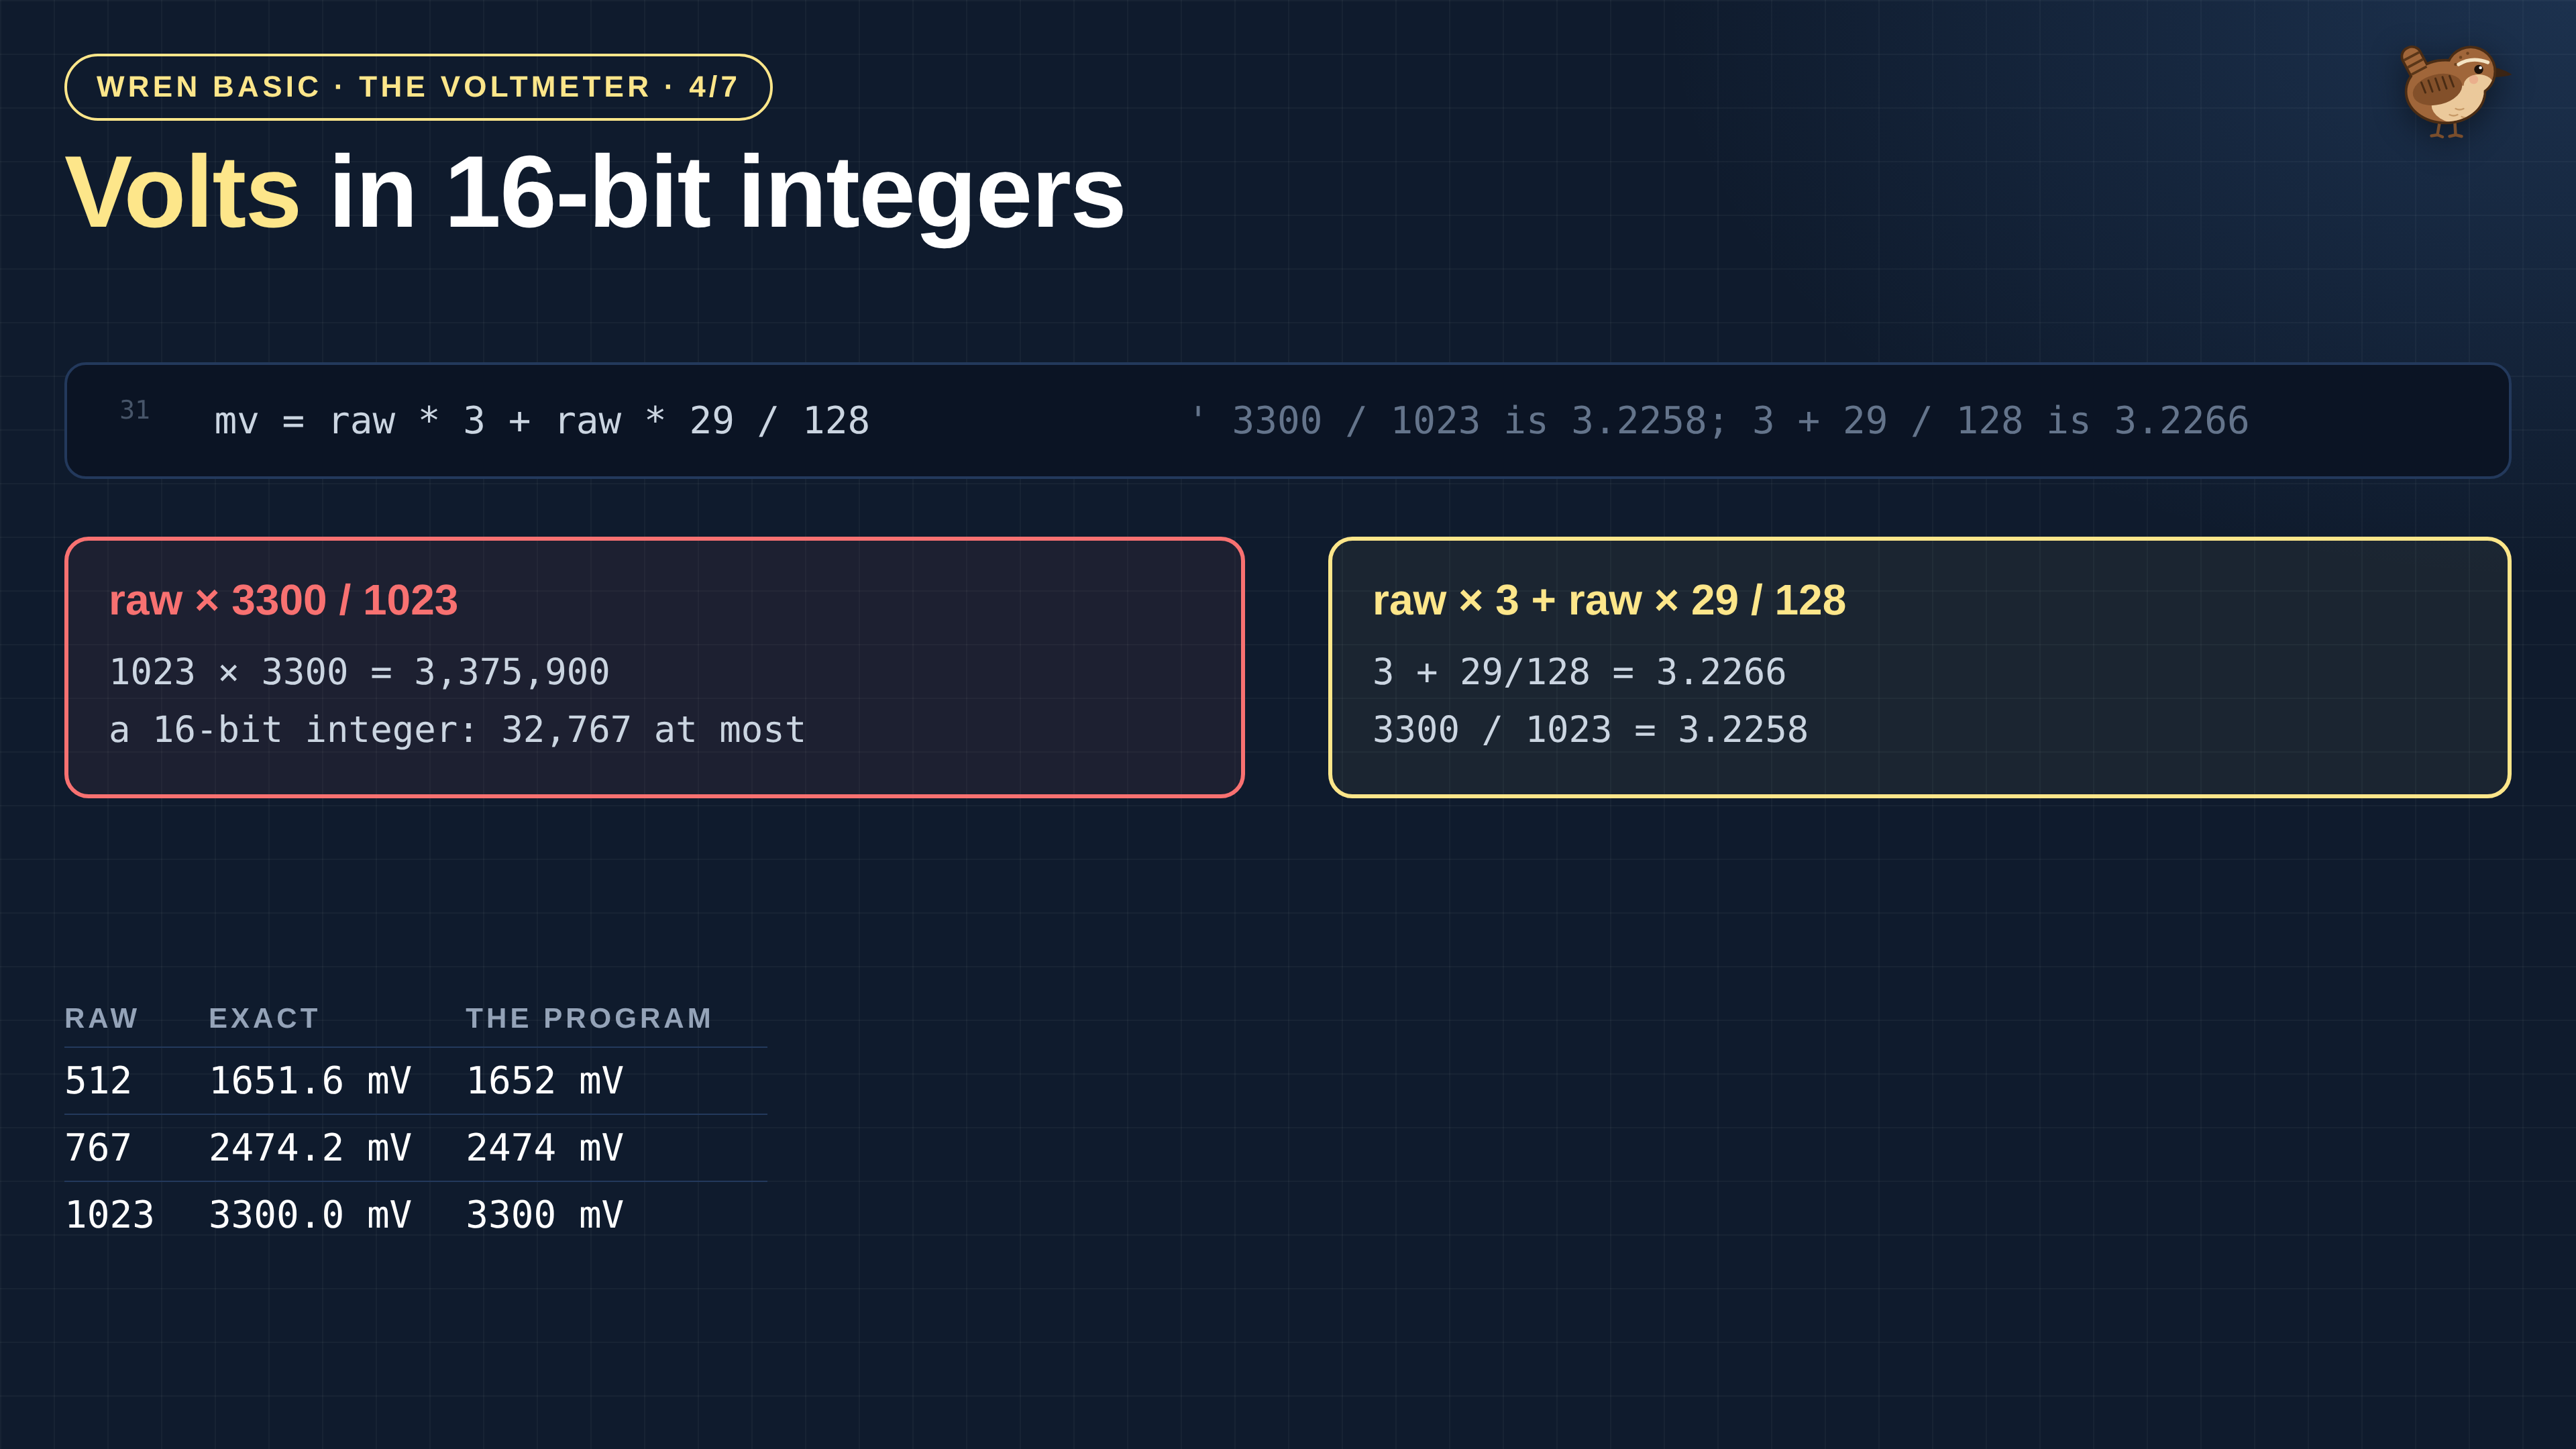 WREN BASIC · THE VOLTMETER · 4/7
Volts in 16-bit integers
31 mv = raw * 3 + raw * 29 / 128 ' 3300 / 1023 is 3.2258; 3 + 29 / 128 is 3.2266
raw × 3300 / 1023
1023 × 3300 = 3,375,900
a 16-bit integer: 32,767 at most
raw × 3 + raw × 29 / 128
3 + 29/128 = 3.2266
3300 / 1023 = 3.2258
RAW EXACT THE PROGRAM
512 1651.6 mV 1652 mV
767 2474.2 mV 2474 mV
1023 3300.0 mV 3300 mV